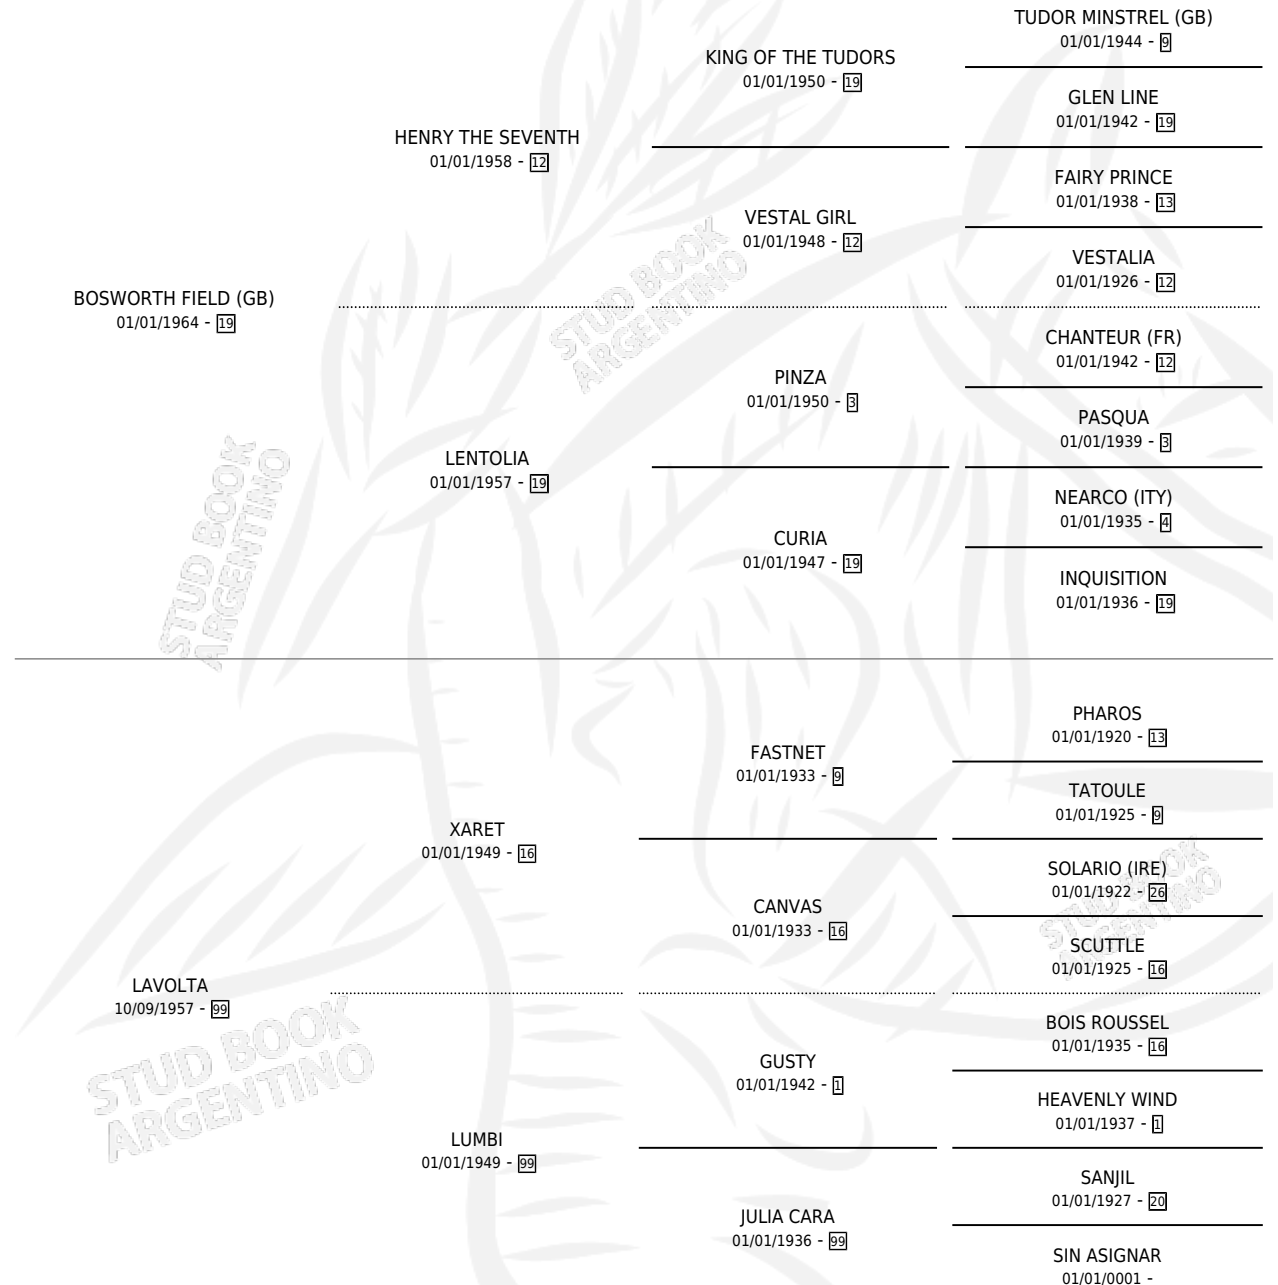 TUDOR MINSTREL (GB)
01/01/1944 - 9
KING OF THE TUDORS
01/01/1950 - 19
GLEN LINE
01/01/1942 - 19
HENRY THE SEVENTH
01/01/1958 - 12
FAIRY PRINCE
01/01/1938 - 13
VESTAL GIRL
01/01/1948 - 12
VESTALIA
01/01/1926 - 12
BOSWORTH FIELD (GB)
01/01/1964 - 19
CHANTEUR (FR)
01/01/1942 - 12
PINZA
01/01/1950 - 3
PASQUA
01/01/1939 - 3
LENTOLIA
01/01/1957 - 19
NEARCO (ITY)
01/01/1935 - 4
CURIA
01/01/1947 - 19
INQUISITION
01/01/1936 - 19
STUD BOOK
ARGENTINO
STUD BOOK
ARGENTINO
PHAROS
01/01/1920 - 13
FASTNET
01/01/1933 - 9
TATOULE
01/01/1925 - 9
XARET
01/01/1949 - 16
SOLARIO (IRE)
01/01/1922 - 26
CANVAS
01/01/1933 - 16
SCUTTLE
01/01/1925 - 16
LAVOLTA
10/09/1957 - 99
BOIS ROUSSEL
01/01/1935 - 16
GUSTY
01/01/1942 - 1
HEAVENLY WIND
01/01/1937 - 1
LUMBI
01/01/1949 - 99
SANJIL
01/01/1927 - 20
JULIA CARA
01/01/1936 - 99
SIN ASIGNAR
01/01/0001 -
STUD BOOK
ARGENTINO
STUD BOOK
ARGENTINO